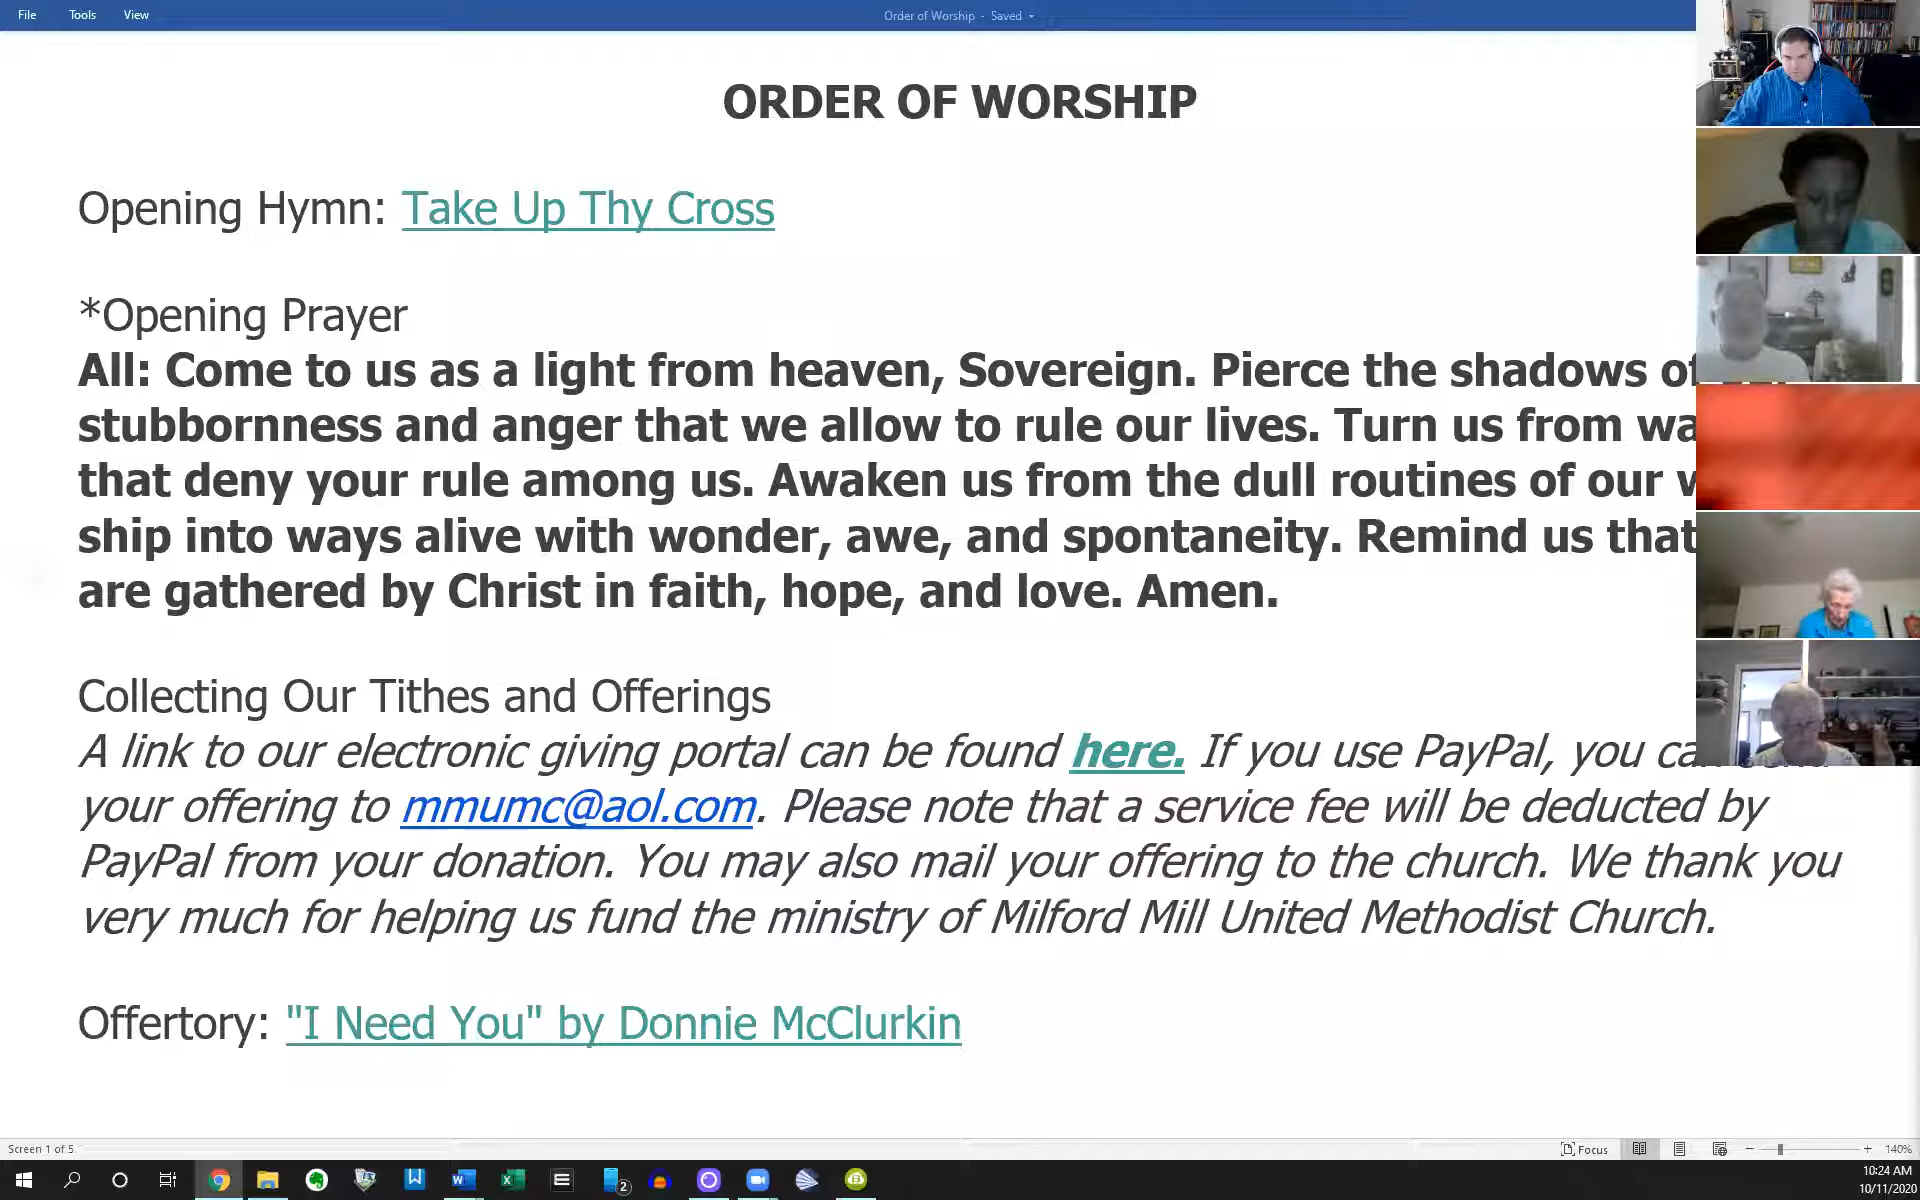 File Tools View
Order of Worship - Saved
ORDER OF WORSHIP
Opening Hymn: Take Up Thy Cross
*Opening Prayer
All: Come to us as a light from heaven, Sovereign. Pierce the shadows of
stubbornness and anger that we allow to rule our lives. Turn us from
that deny your rule among us. Awaken us from the dull routines of our
ship into ways alive with wonder, awe, and spontaneity. Remind us that
are gathered by Christ in faith, hope, and love. Amen.
Collecting Our Tithes and Offerings
A link to our electronic giving portal can be found here. If you use PayPal, you
your offering to mmumc@aol.com. Please note that a service fee will be deducted by
PayPal from your donation. You may also mail your offering to the church. We thank you
very much for helping us fund the ministry of Milford Mill United Methodist Church.
Offertory: "I Need You" by Donnie McClurkin
Screen 1 of 5
Focus
140%
2
10:24 AM
10/11/2020